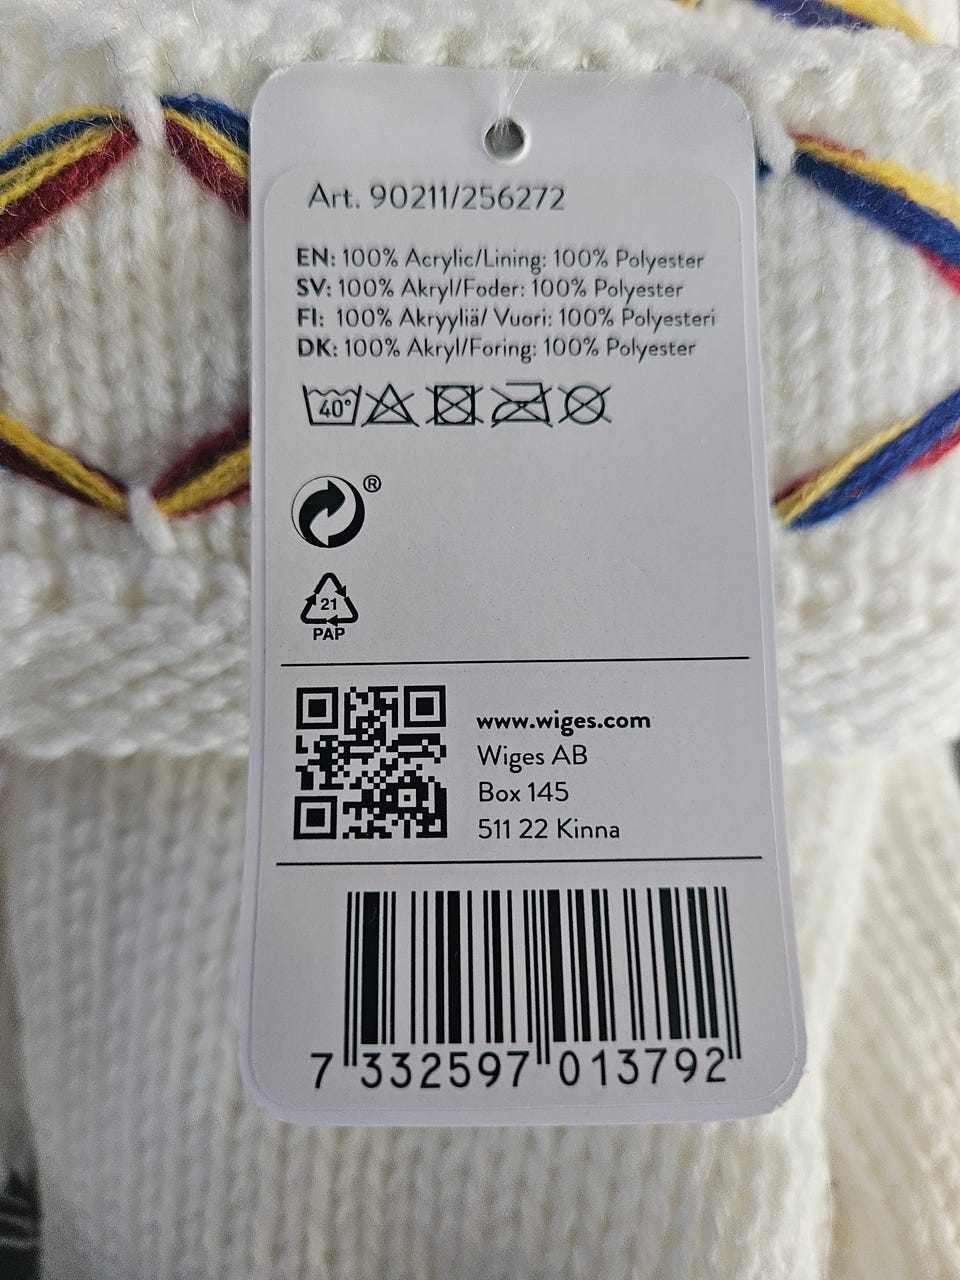 Art. 90211/256272
EN: 100% Acrylic/Lining: 100% Polyester
SV: 100% Akryl/Foder: 100% Polyester
FI: 100% Akryyliä/ Vuori: 100% Polyesteri
DK: 100% Akryl/Foring: 100% Polyester
40°
®
21
PAP
www.wiges.com
Wiges AB
Box 145
511 22 Kinna
7 332597 013792